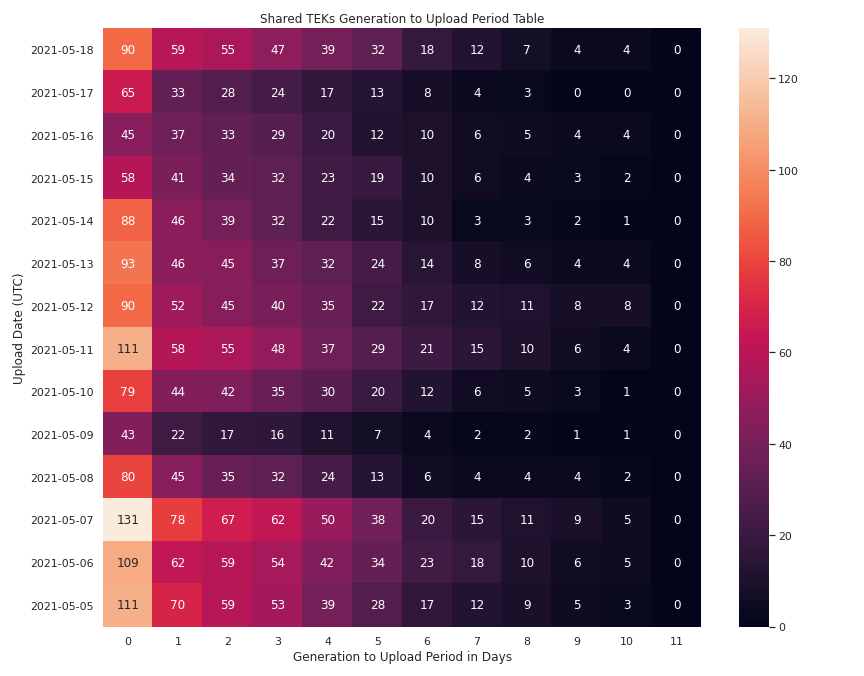 Shared TEKs Generation to Upload Period Table
Upload Date (UTC)
2021-05-18 90 59 55 47 39 32 18 12 7 4 4 0
2021-05-17 65 33 28 24 17 13 8 4 3 0 0 0
2021-05-16 45 37 33 29 20 12 10 6 5 4 4 0
2021-05-15 58 41 34 32 23 19 10 6 4 3 2 0
2021-05-14 88 46 39 32 22 15 10 3 3 2 1 0
2021-05-13 93 46 45 37 32 24 14 8 6 4 4 0
2021-05-12 90 52 45 40 35 22 17 12 11 8 8 0
2021-05-11 111 58 55 48 37 29 21 15 10 6 4 0
2021-05-10 79 44 42 35 30 20 12 6 5 3 1 0
2021-05-09 43 22 17 16 11 7 4 2 2 1 1 0
2021-05-08 80 45 35 32 24 13 6 4 4 4 2 0
2021-05-07 131 78 67 62 50 38 20 15 11 9 5 0
2021-05-06 109 62 59 54 42 34 23 18 10 6 5 0
2021-05-05 111 70 59 53 39 28 17 12 9 5 3 0
0 1 2 3 4 5 6 7 8 9 10 11
Generation to Upload Period in Days
120
100
80
60
40
20
0